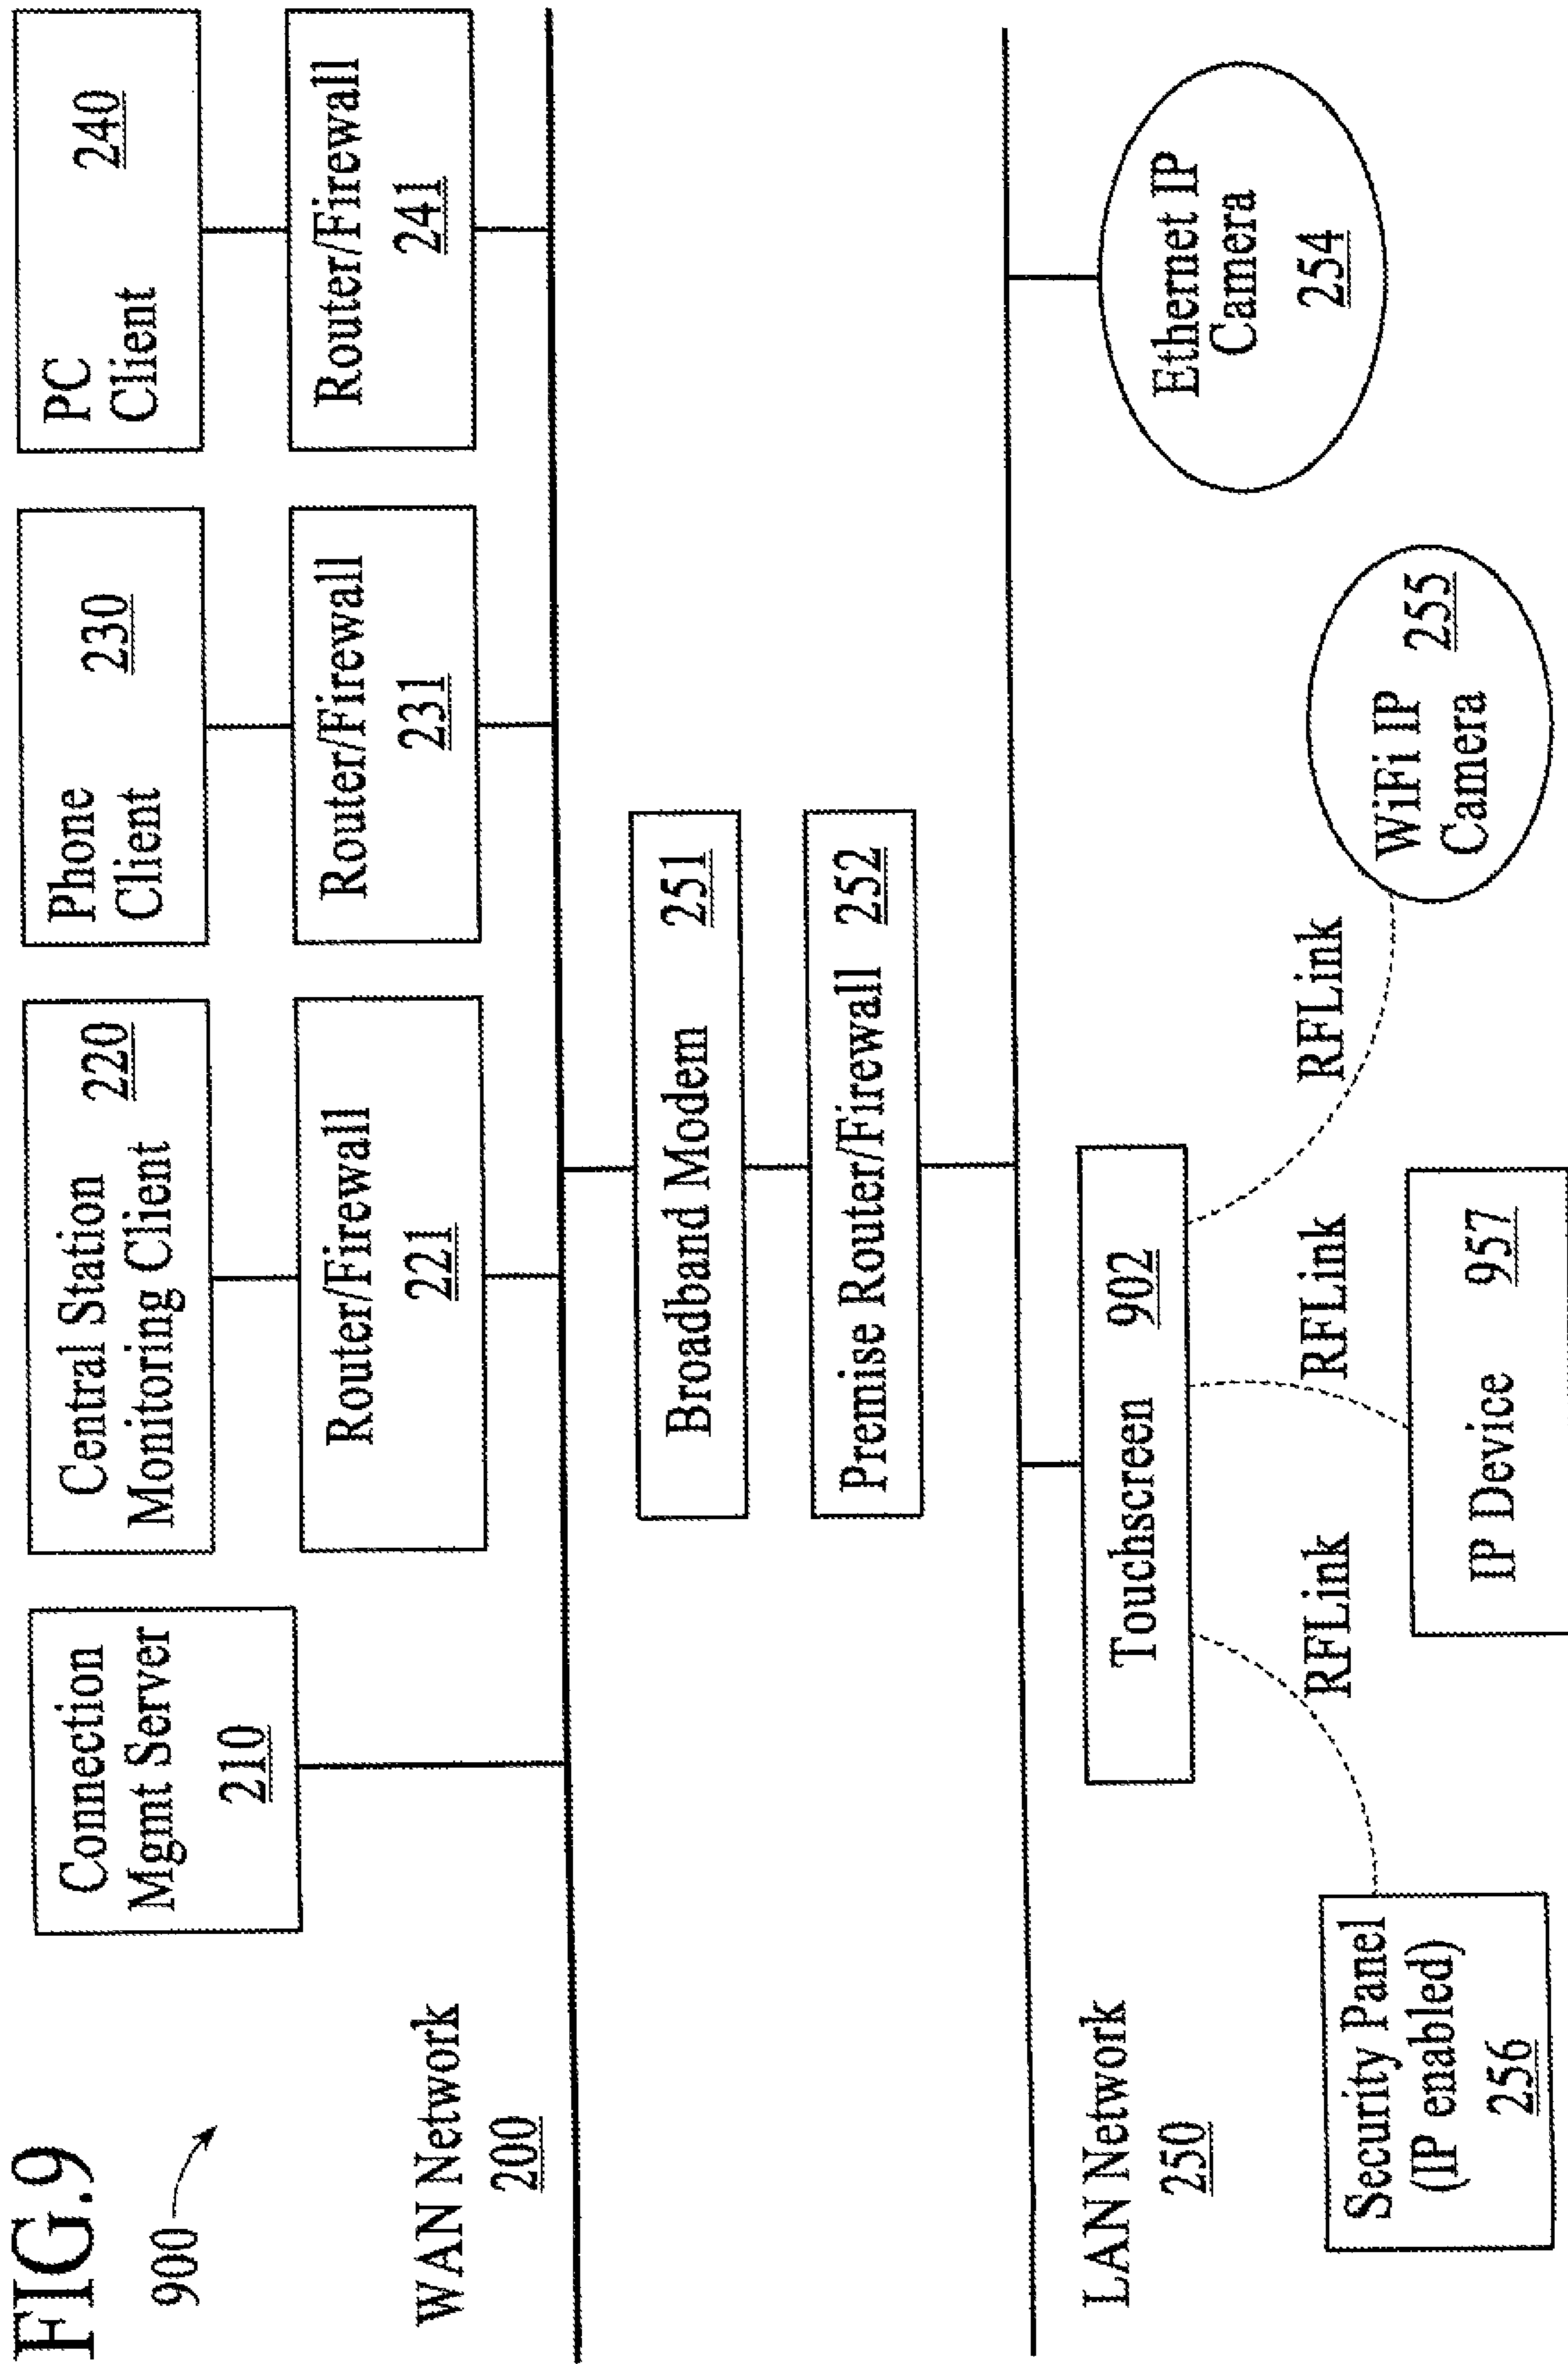 FIG.9
900
Connection
Mgmt Server
210
Central Station
Monitoring Client 220
Phone
Client 230
PC
Client 240
Router/Firewall
221
Router/Firewall
231
Router/Firewall
241
WAN Network
200
Broadband Modem 251
Premise Router/Firewall 252
LAN Network
250
Touchscreen 902
Ethernet IP
Camera
254
RFLink
RFLink
RFLink
Security Panel
(IP enabled)
256
IP Device 957
WiFi IP
Camera 255